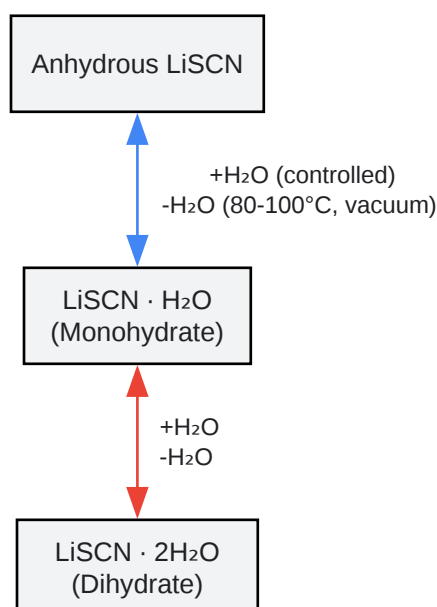 Anhydrous LiSCN
+H₂O (controlled)
-H₂O (80-100°C, vacuum)
LiSCN · H₂O
(Monohydrate)
+H₂O
-H₂O
LiSCN · 2H₂O
(Dihydrate)